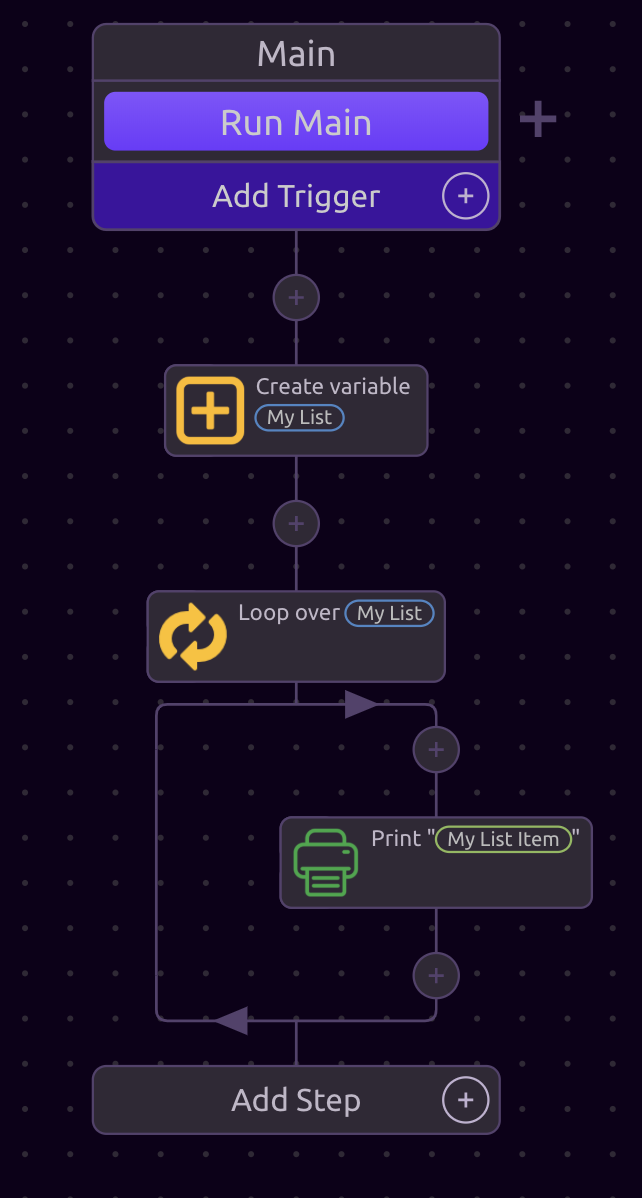 Main
Run Main
Add Trigger
Create variable
My List
Loop over My List
Print "My List Item"
Add Step